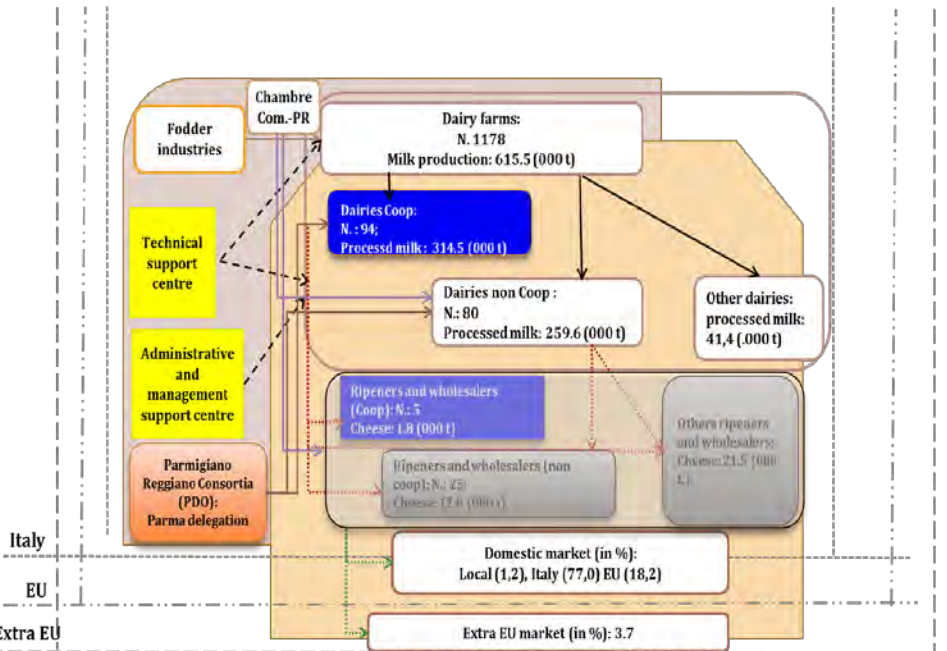 Chambre
Com.-PR
Fodder
industries
Dairy farms:
N. 1178
Milk production: 615.5 (000 t)
Dairies Coop:
N. : 94;
Processd milk : 314.5 (000 t)
Technical
support
centre
Dairies non Coop :
N.: 80
Processed milk: 259.6 (000 t)
Other dairies:
processed milk:
41,4 (.000 t)
Administrative
and
management
support centre
Ripeners and wholesalers
(Coop): N.: 5
Cheese: 1.8 (000 t)
Others ripeners
and wholesalers:
Cheese: 21.5 (000
t.)
Ripeners and wholesalers (non
coop): N.: 25;
Cheese: (000 t)
Parmigiano
Reggiano Consortia
(PDO):
Parma delegation
Italy
Domestic market (in %):
Local (1,2), Italy (77,0) EU (18,2)
EU
Extra EU
Extra EU market (in %): 3.7